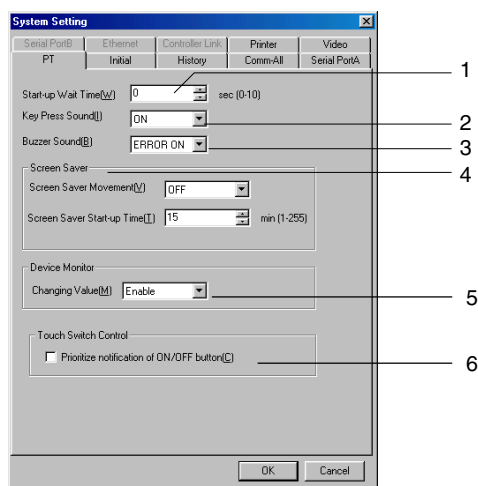 System Setting
Serial PortB Ethernet Controller Link Printer Video
PT Initial History Comm-All Serial PortA
Start-up Wait Time(W) 0 sec (0-10)
1
Key Press Sound(I) ON
2
Buzzer Sound(B) ERROR ON
3
Screen Saver
4
Screen Saver Movement(V) OFF
Screen Saver Start-up Time(T) 15 min (1-255)
Device Monitor
Changing Value(M) Enable
5
Touch Switch Control
Prioritize notification of ON/OFF button(C)
6
OK Cancel